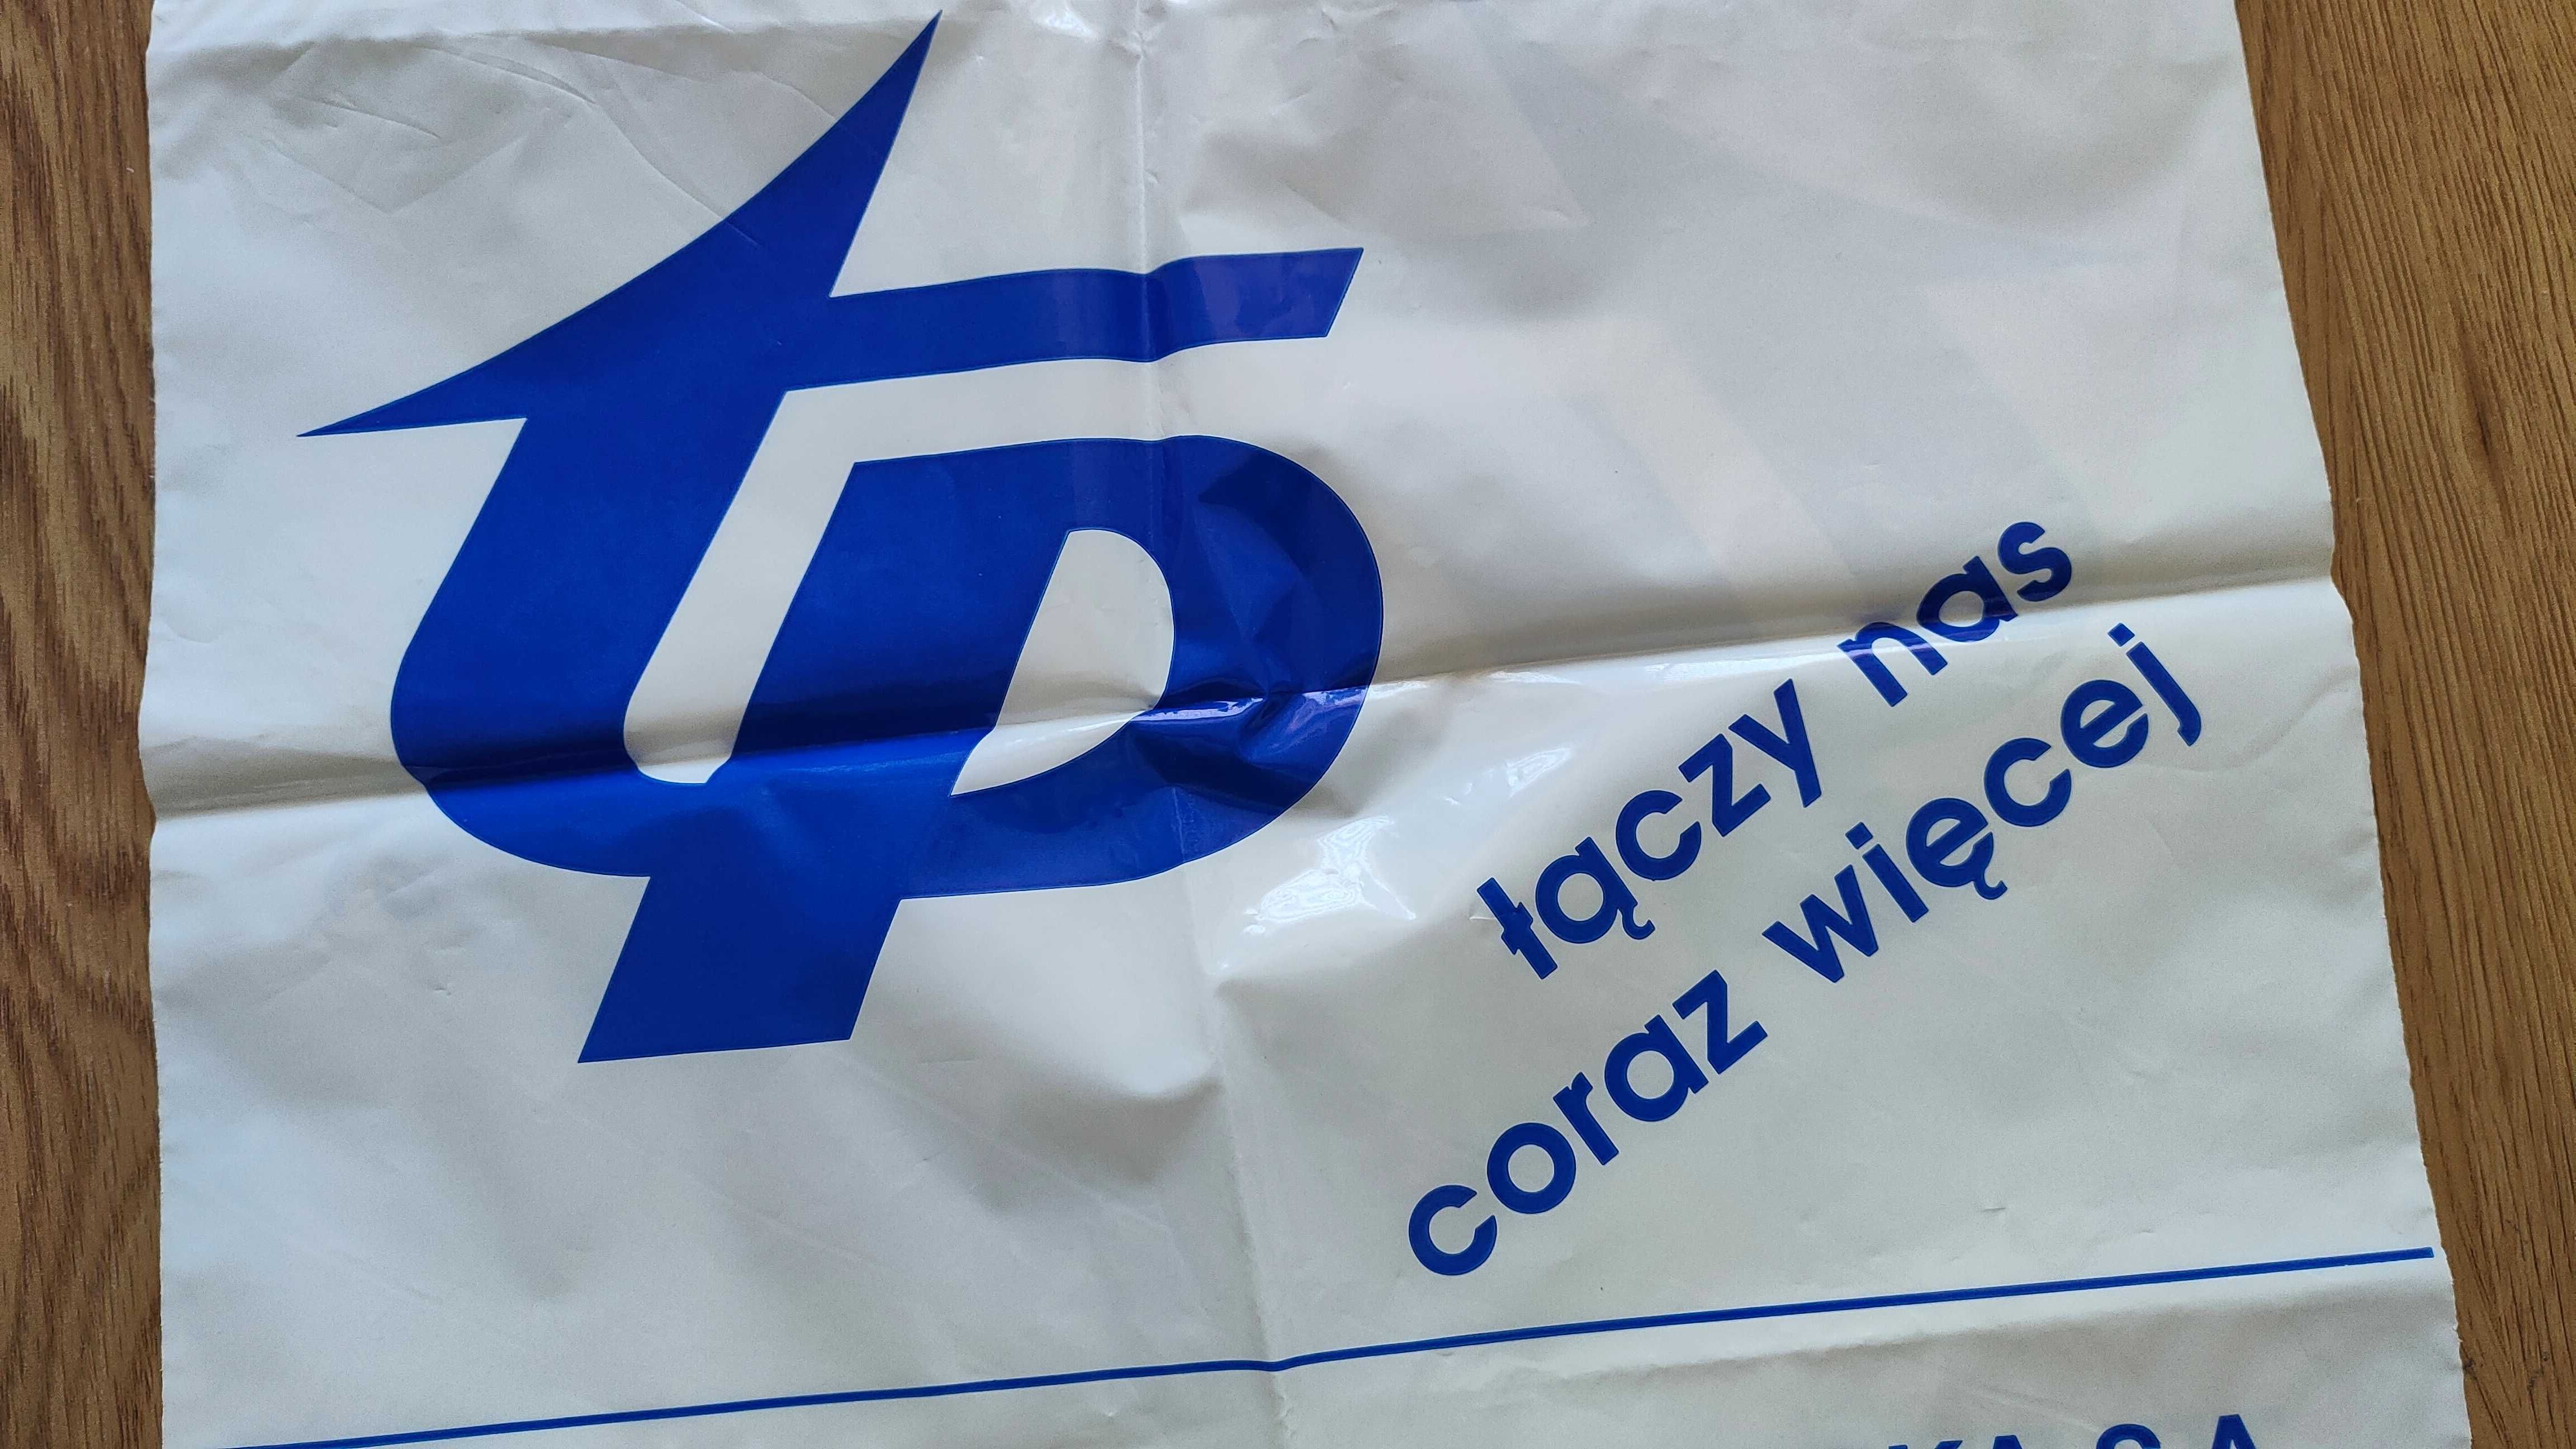 tp
łączy nas
coraz więcej
S.A.